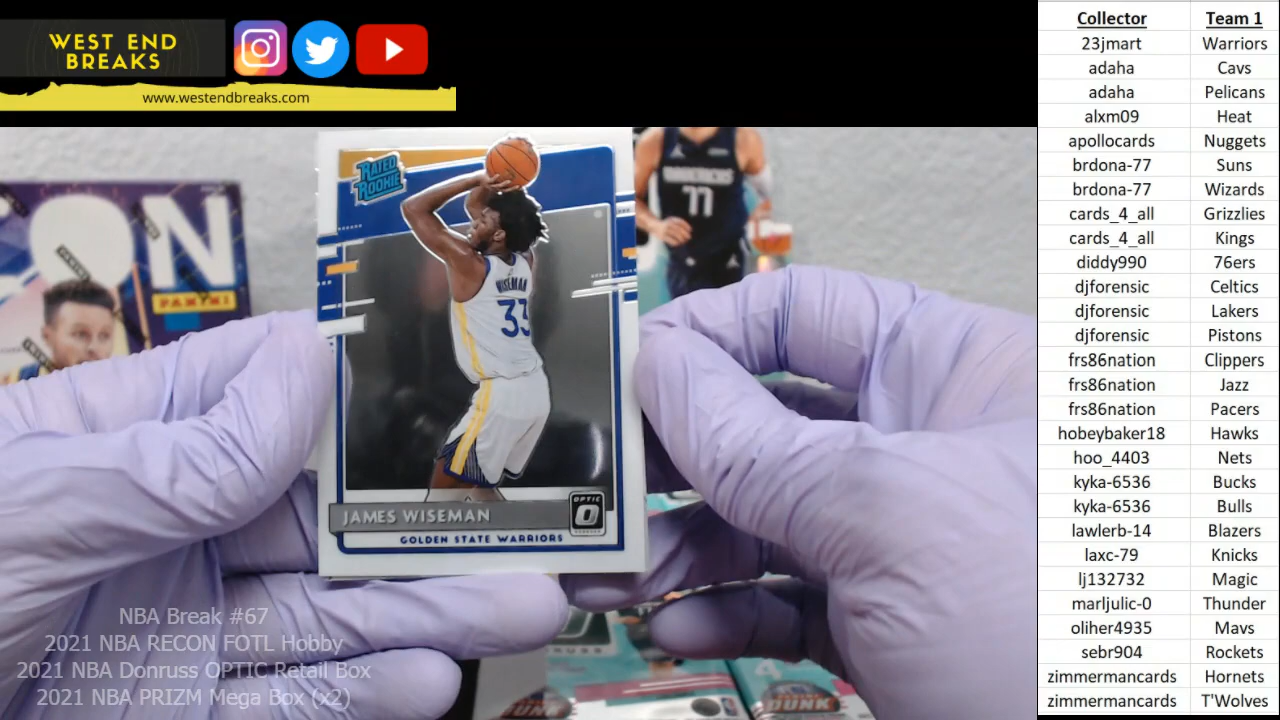 WEST END
BREAKS
www.westendbreaks.com
RATED
ROOKIE
ON
PANINI
MAVERICKS
77
WISEMAN
33
JAMES WISEMAN
OPTIC
GOLDEN STATE WARRIORS
NBA Break #67
2021 NBA RECON FOTL Hobby
2021 NBA Donruss OPTIC Retail Box
2021 NBA PRIZM Mega Box (x2)
DUNK
DUNK
Collector Team 1
23jmart Warriors
adaha Cavs
adaha Pelicans
alxm09 Heat
apollocards Nuggets
brdona-77 Suns
brdona-77 Wizards
cards_4_all Grizzlies
cards_4_all Kings
diddy990 76ers
djforensic Celtics
djforensic Lakers
djforensic Pistons
frs86nation Clippers
frs86nation Jazz
frs86nation Pacers
hobeybaker18 Hawks
hoo_4403 Nets
kyka-6536 Bucks
kyka-6536 Bulls
lawlerb-14 Blazers
laxc-79 Knicks
lj132732 Magic
marljulic-0 Thunder
oliher4935 Mavs
sebr904 Rockets
zimmermancards Hornets
zimmermancards T'Wolves